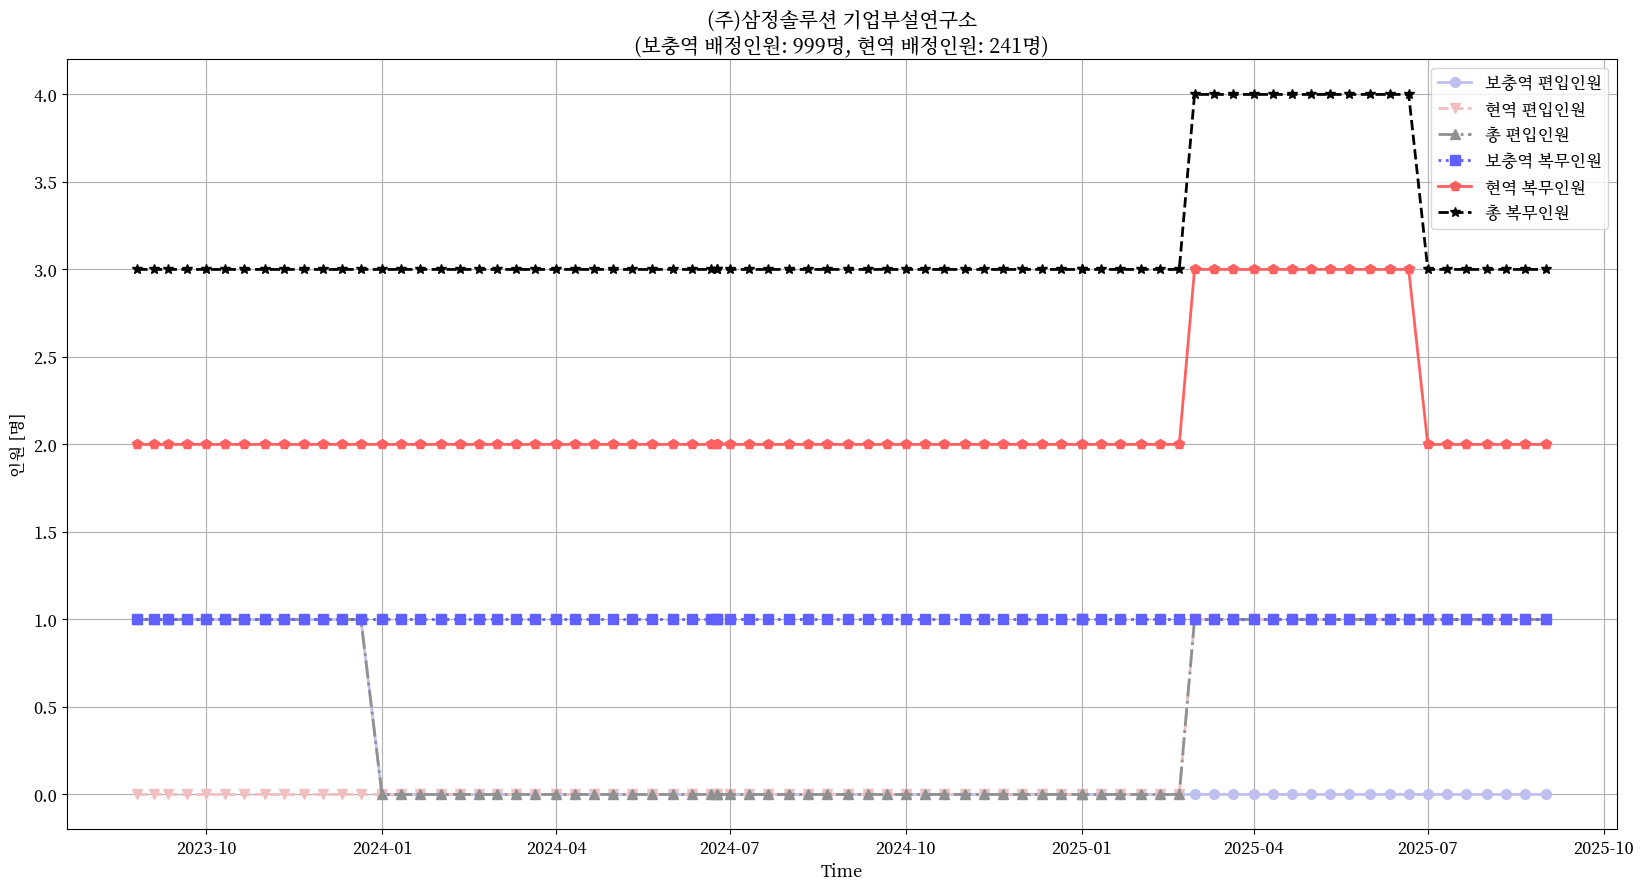 (주)삼정솔루션 기업부설연구소
(보충역 배정인원: 999명, 현역 배정인원: 241명)
보충역 편입인원
현역 편입인원
총 편입인원
보충역 복무인원
현역 복무인원
총 복무인원
인원 [명]
4.0
3.5
3.0
2.5
2.0
1.5
1.0
0.5
0.0
2023-10
2024-01
2024-04
2024-07
2024-10
2025-01
2025-04
2025-07
2025-10
Time